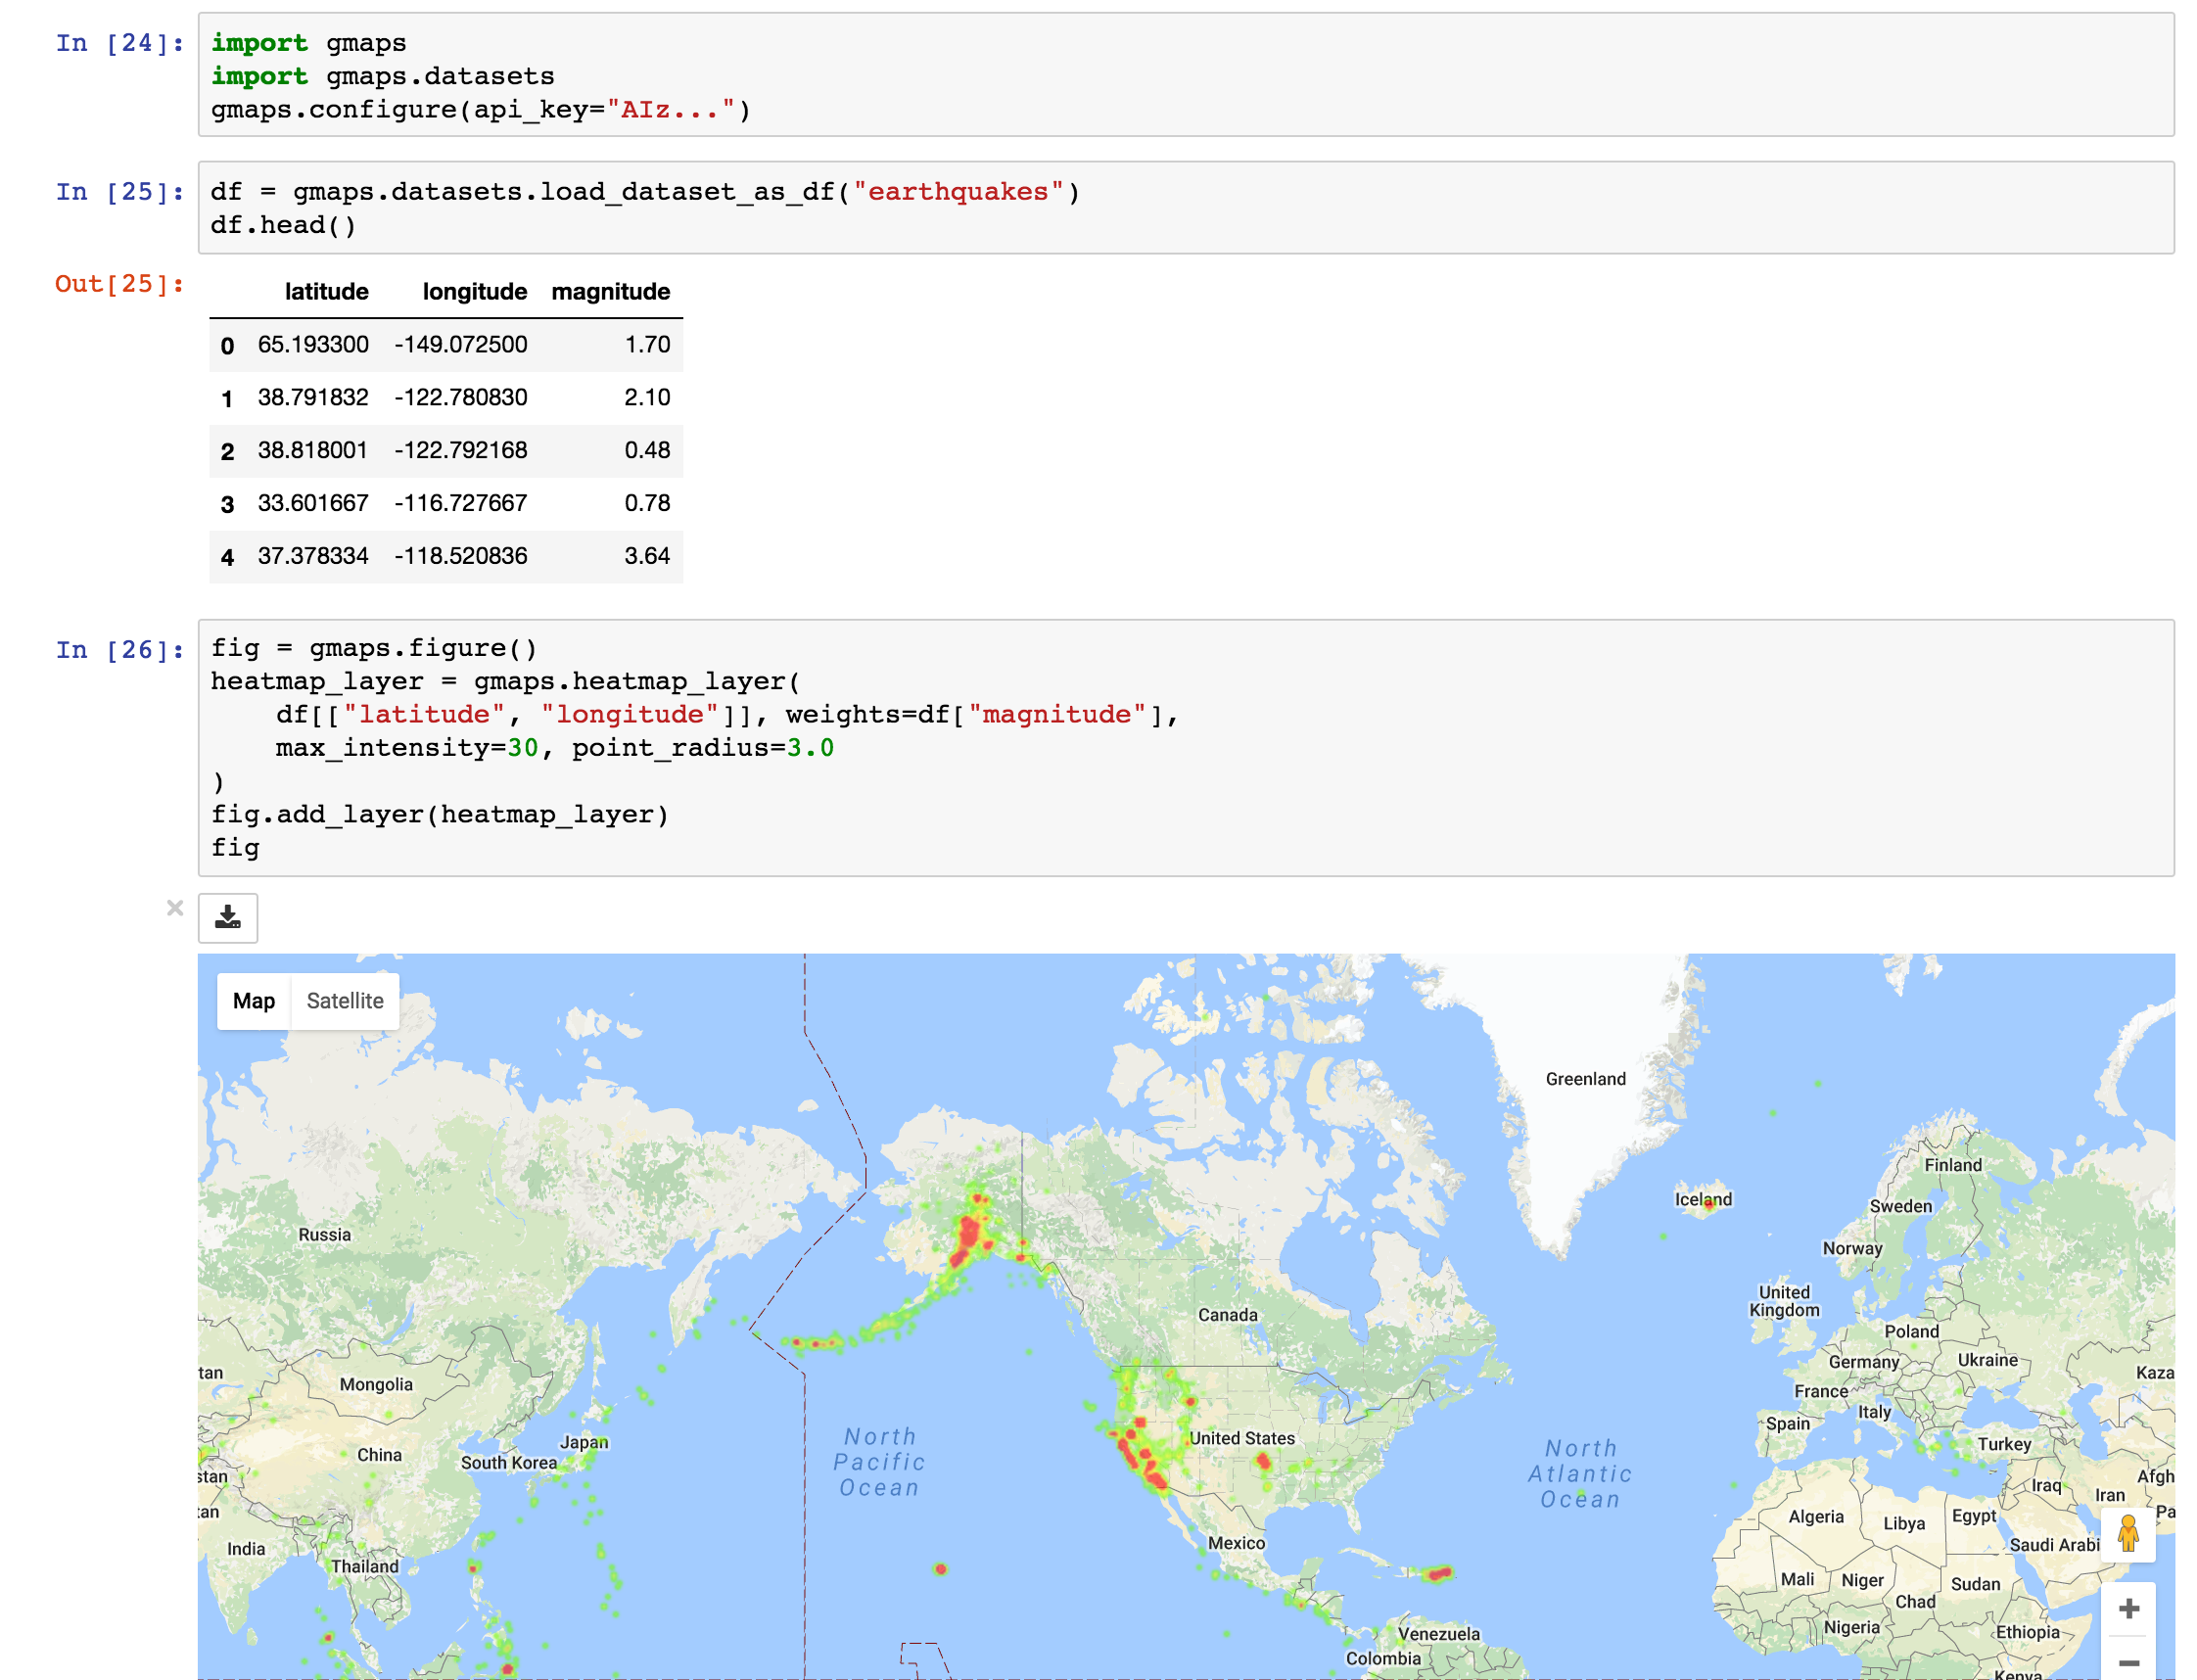 In [24]:
import gmaps
import gmaps.datasets
gmaps.configure(api_key="AIz...")
In [25]:
df = gmaps.datasets.load_dataset_as_df("earthquakes")
df.head()
Out[25]:
latitude longitude magnitude
0 65.193300 -149.072500 1.70
1 38.791832 -122.780830 2.10
2 38.818001 -122.792168 0.48
3 33.601667 -116.727667 0.78
4 37.378334 -118.520836 3.64
In [26]:
fig = gmaps.figure()
heatmap_layer = gmaps.heatmap_layer(
    df[["latitude", "longitude"]], weights=df["magnitude"],
    max_intensity=30, point_radius=3.0
)
fig.add_layer(heatmap_layer)
fig
Map Satellite
Greenland
Finland
Iceland
Sweden
Russia
Norway
United
Kingdom
Canada
Poland
Germany
Ukraine
tan
Mongolia
Kaza
France
Italy
Spain
North
Pacific
Ocean
United States
Japan
Turkey
China
South Korea
North
Atlantic
Ocean
stan
Afgh
Iraq
Iran
tan
Pa
Algeria
Libya
Egypt
India
Thailand
Mexico
Saudi Arabi
Mali
Niger
Sudan
Chad
Nigeria
Ethiopia
Venezuela
Colombia
Kenya